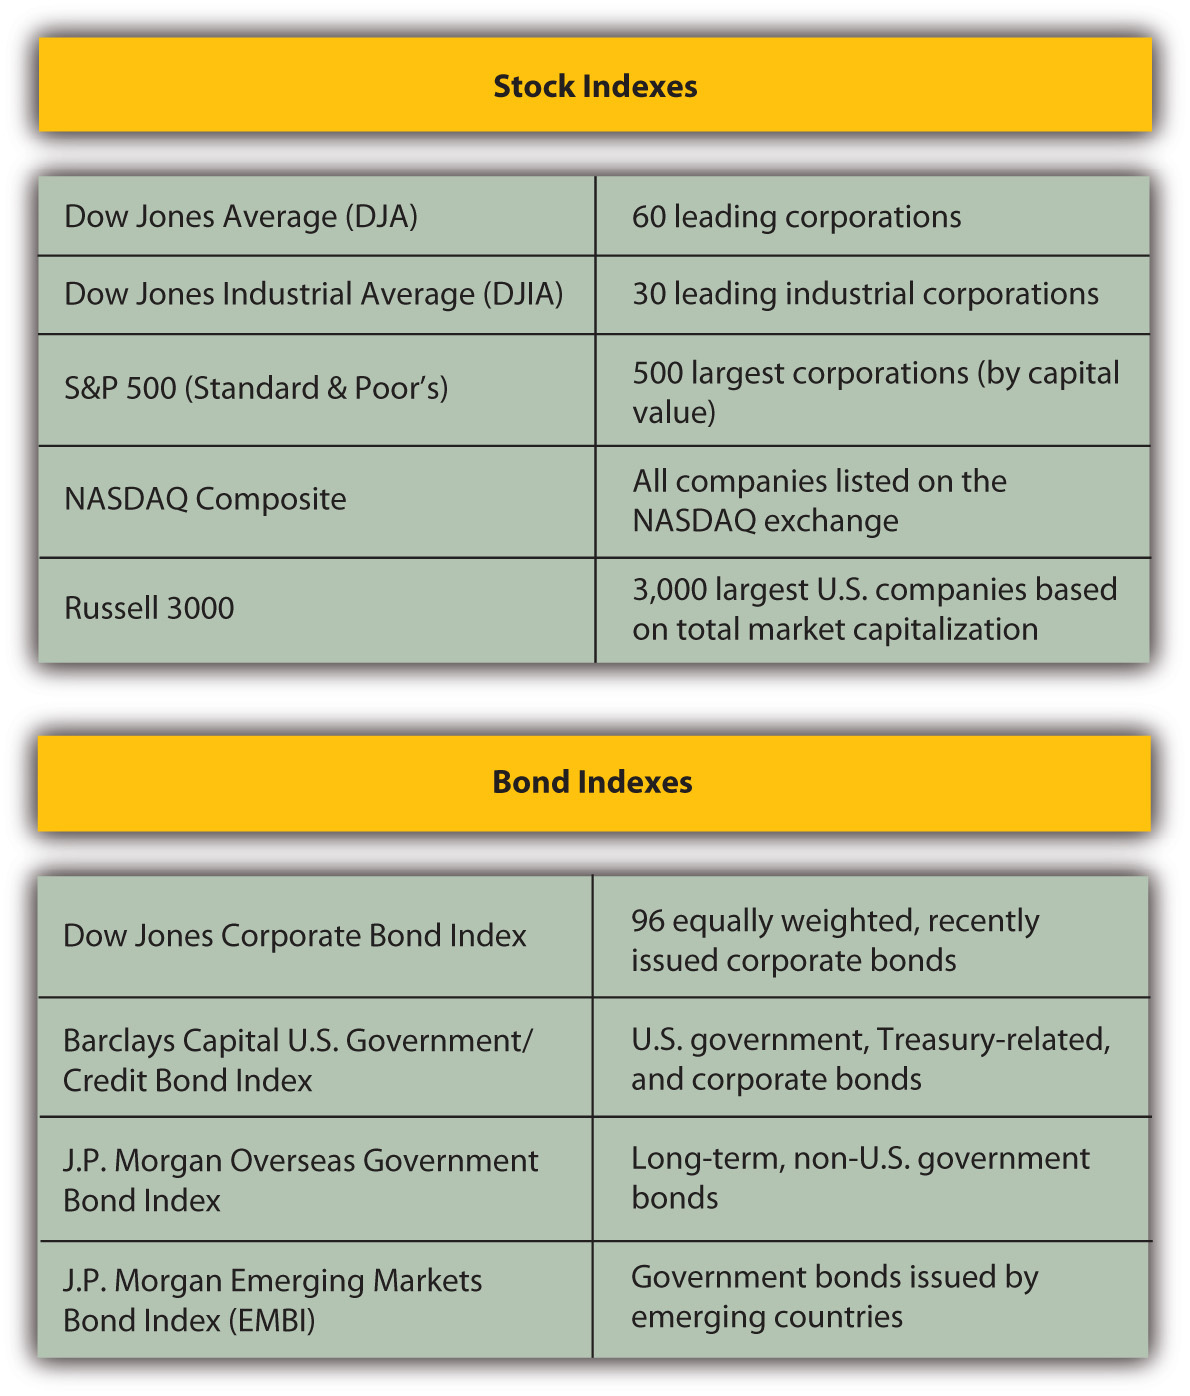 Stock Indexes
Dow Jones Average (DJA)
60 leading corporations
Dow Jones Industrial Average (DJIA)
30 leading industrial corporations
S&P 500 (Standard & Poor’s)
500 largest corporations (by capital
value)
NASDAQ Composite
All companies listed on the
NASDAQ exchange
Russell 3000
3,000 largest U.S. companies based
on total market capitalization
Bond Indexes
Dow Jones Corporate Bond Index
96 equally weighted, recently
issued corporate bonds
Barclays Capital U.S. Government/
Credit Bond Index
U.S. government, Treasury-related,
and corporate bonds
J.P. Morgan Overseas Government
Bond Index
Long-term, non-U.S. government
bonds
J.P. Morgan Emerging Markets
Bond Index (EMBI)
Government bonds issued by
emerging countries